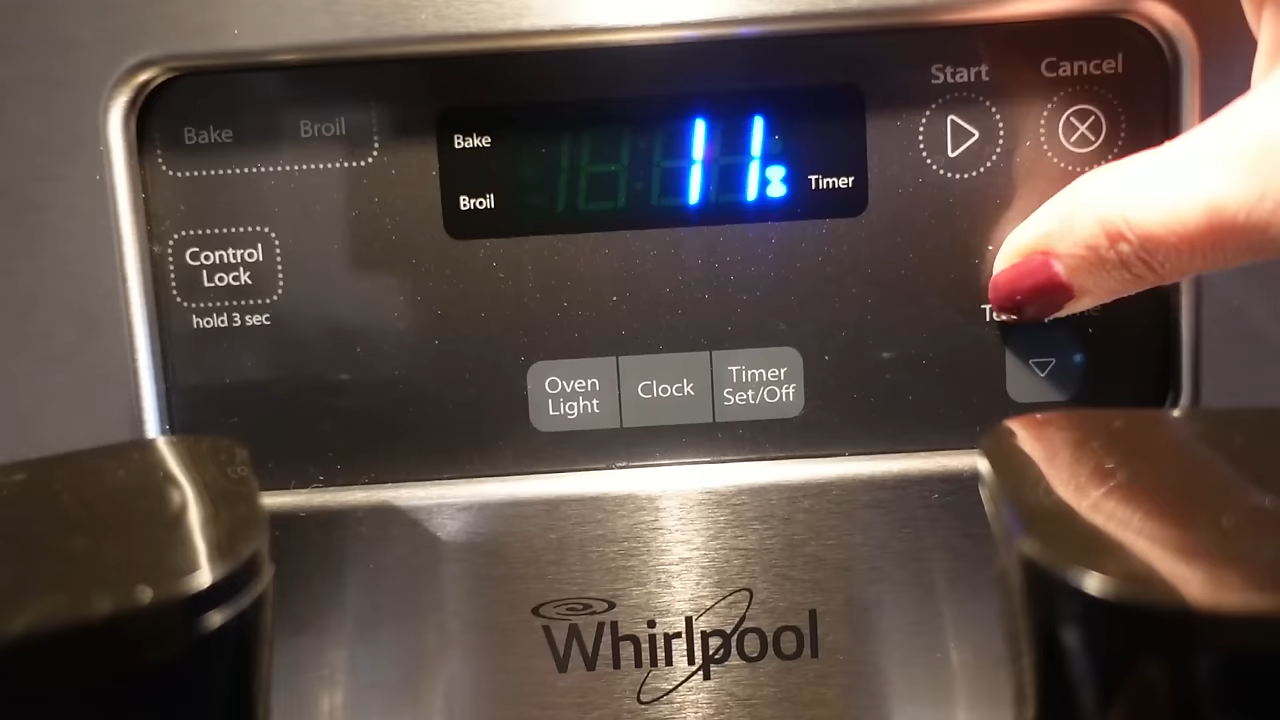 Start
Cancel
Bake
Broil
Bake
11
Timer
Broil
Control
Lock
hold 3 sec
Oven
Light
Clock
Timer
Set/Off
Whirlpool